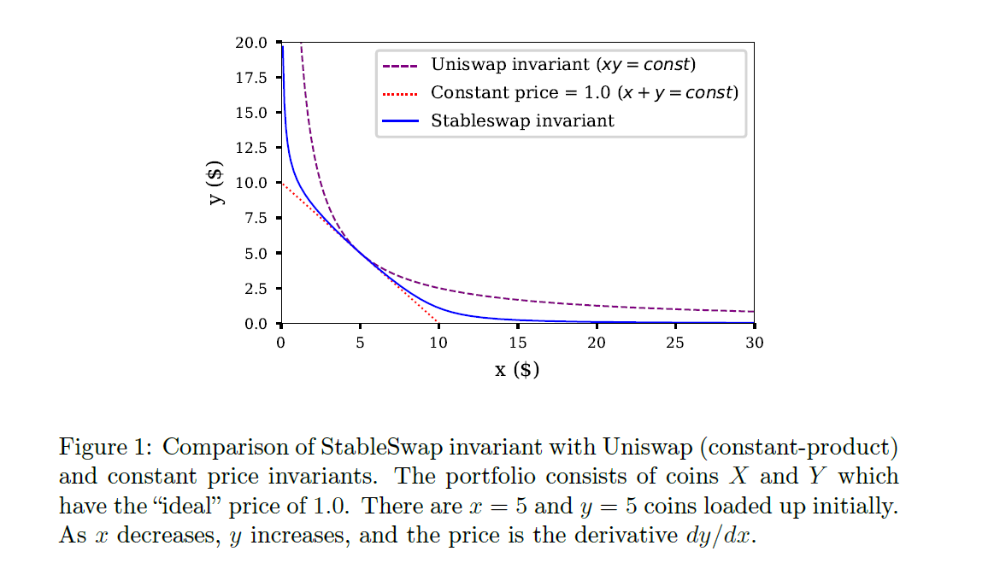 20.0
17.5
15.0
12.5
10.0
7.5
5.0
2.5
0.0
y ($)
Uniswap invariant (xy = const)
Constant price = 1.0 (x + y = const)
Stableswap invariant
0 5 10 15 20 25 30
x ($)
Figure 1: Comparison of StableSwap invariant with Uniswap (constant-product)
and constant price invariants. The portfolio consists of coins X and Y which
have the “ideal” price of 1.0. There are x = 5 and y = 5 coins loaded up initially.
As x decreases, y increases, and the price is the derivative dy/dx.